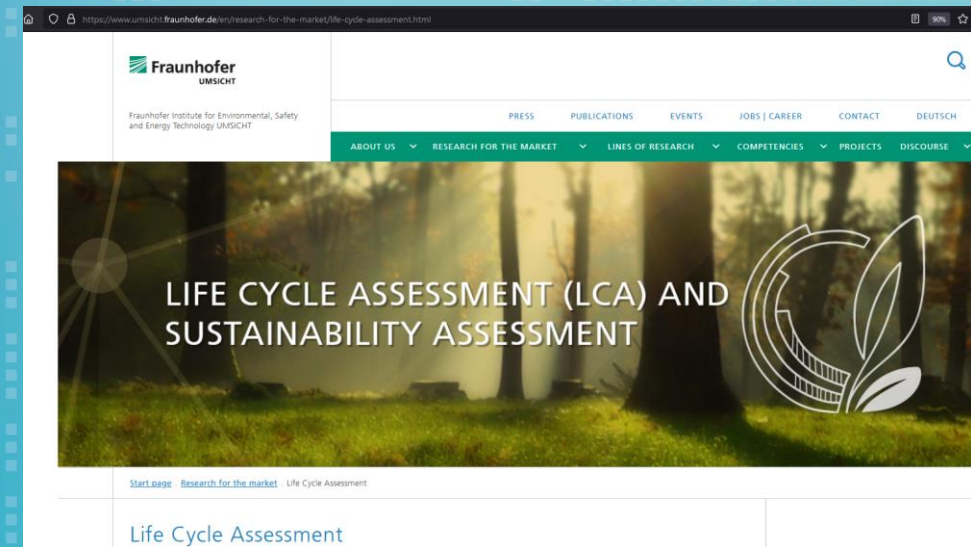 https://www.umsicht.fraunhofer.de/en/research-for-the-market/life-cycle-assessment.html
90%
Fraunhofer
UMSICHT
Fraunhofer Institute for Environmental, Safety
and Energy Technology UMSICHT
PRESS PUBLICATIONS EVENTS JOBS | CAREER CONTACT DEUTSCH
ABOUT US RESEARCH FOR THE MARKET LINES OF RESEARCH COMPETENCIES PROJECTS DISCOURSE
LIFE CYCLE ASSESSMENT (LCA) AND
SUSTAINABILITY ASSESSMENT
Start page . Research for the market . Life Cycle Assessment
Life Cycle Assessment